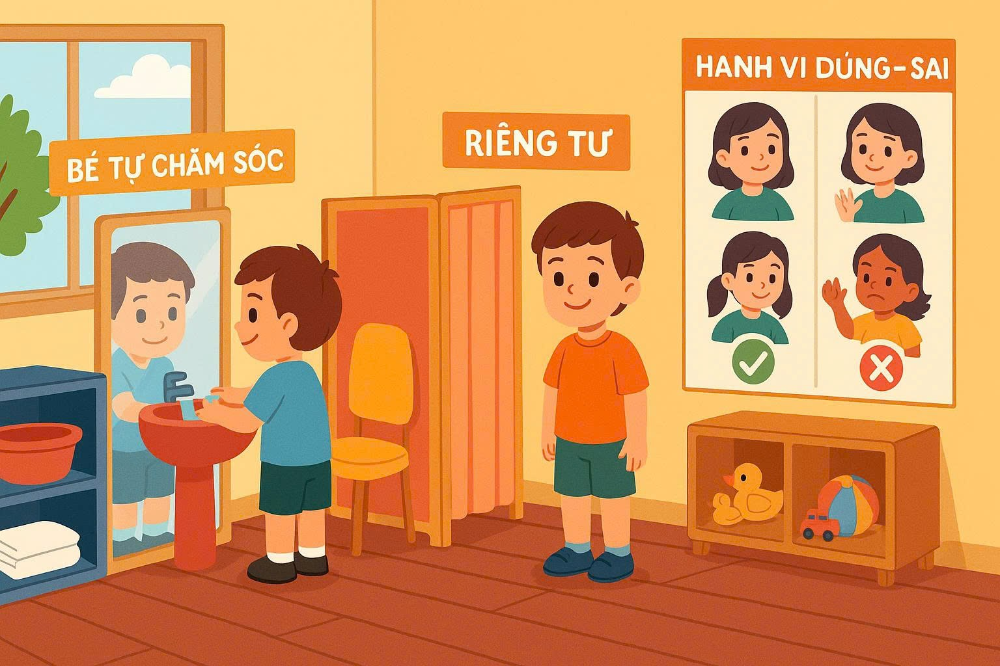 BÉ TỰ CHĂM SÓC
RIÊNG TƯ
HANH VI DÚNG-SAI